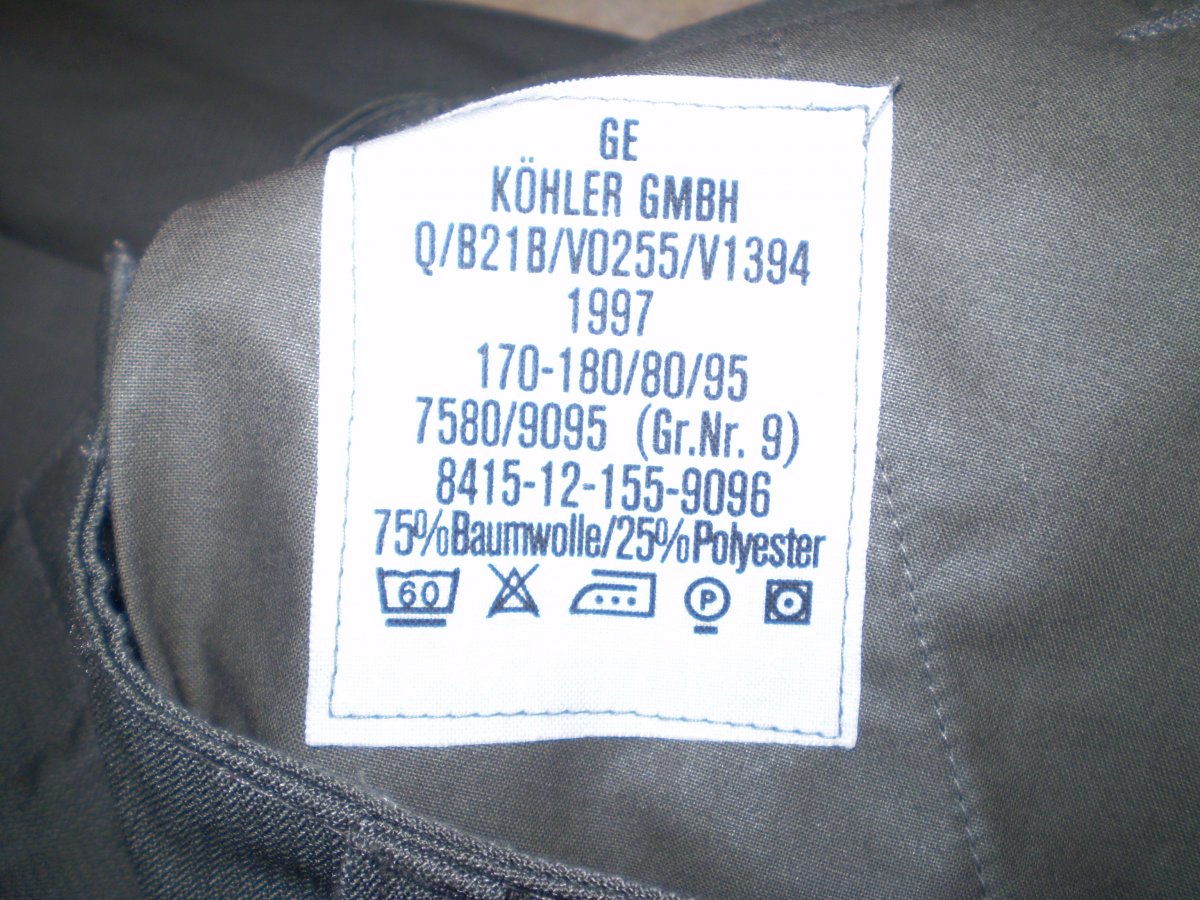 GE
KÖHLER GMBH
Q/B21B/V0255/V1394
1997
170-180/80/95
7580/9095 (Gr.Nr. 9)
8415-12-155-9096
75%Baumwolle/25%Polyester
60 P